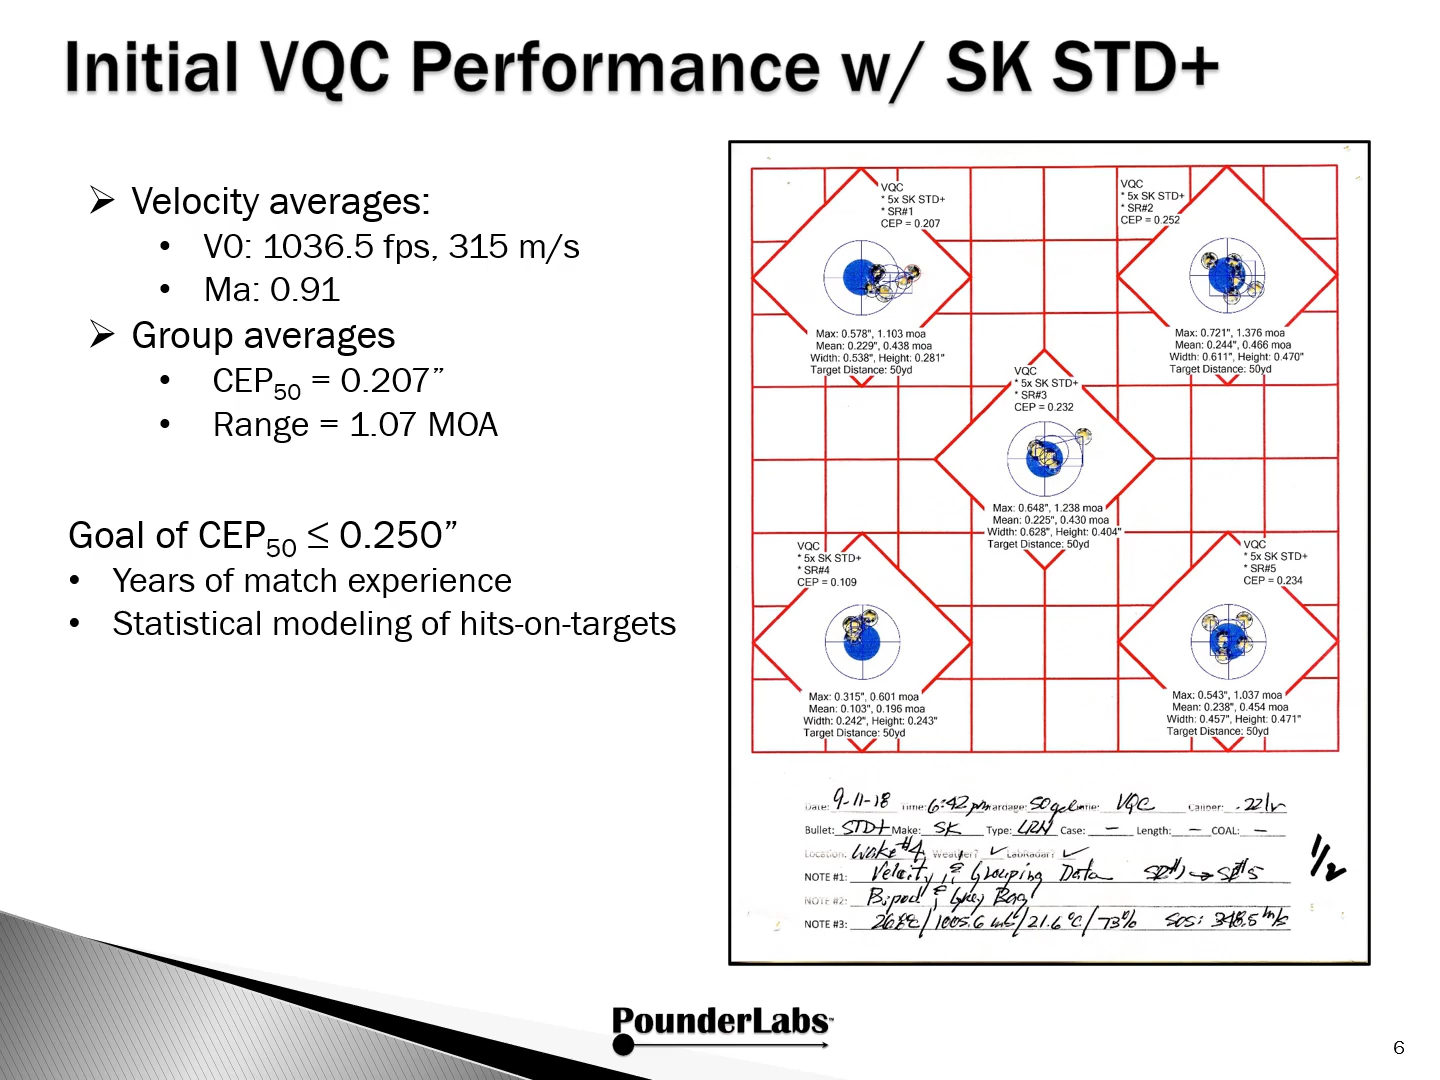 Initial VQC Performance w/ SK STD+
➢ Velocity averages:
• V0: 1036.5 fps, 315 m/s
• Ma: 0.91
➢ Group averages
• CEP50 = 0.207”
• Range = 1.07 MOA
Goal of CEP50 ≤ 0.250”
• Years of match experience
• Statistical modeling of hits-on-targets
VQC
* 5x SK STD+
* SR#1
CEP = 0.207
Max: 0.578", 1.103 moa
Mean: 0.229", 0.438 moa
Width: 0.538", Height: 0.281"
Target Distance: 50yd
VQC
* 5x SK STD+
* SR#2
CEP = 0.252
Max: 0.721", 1.376 moa
Mean: 0.244", 0.466 moa
Width: 0.611", Height: 0.470"
Target Distance: 50yd
VQC
* 5x SK STD+
* SR#3
CEP = 0.232
Max: 0.648", 1.238 moa
Mean: 0.225", 0.430 moa
Width: 0.628", Height: 0.404"
Target Distance: 50yd
VQC
* 5x SK STD+
* SR#4
CEP = 0.109
Max: 0.315", 0.601 moa
Mean: 0.103", 0.196 moa
Width: 0.242", Height: 0.243"
Target Distance: 50yd
VQC
* 5x SK STD+
* SR#5
CEP = 0.234
Max: 0.543", 1.037 moa
Mean: 0.238", 0.454 moa
Width: 0.457", Height: 0.471"
Target Distance: 50yd
Date: 9-11-18 Time: 6:42 pm Yardage: 50 VQC Caliber: .22lr
Bullet: STD+ Make: SK Type: LRN Case: — Length: — COAL: —
Location: Wake #4 Weather? ✓ LabRadar? ✓
NOTE #1: Velocity & Grouping Data SR#1 → SR#5
NOTE #2: Bipod & Grey Bag
NOTE #3: /1005.6 /21.6°C/73% SOS: 348.5 m/s
1/2
PounderLabs™
6